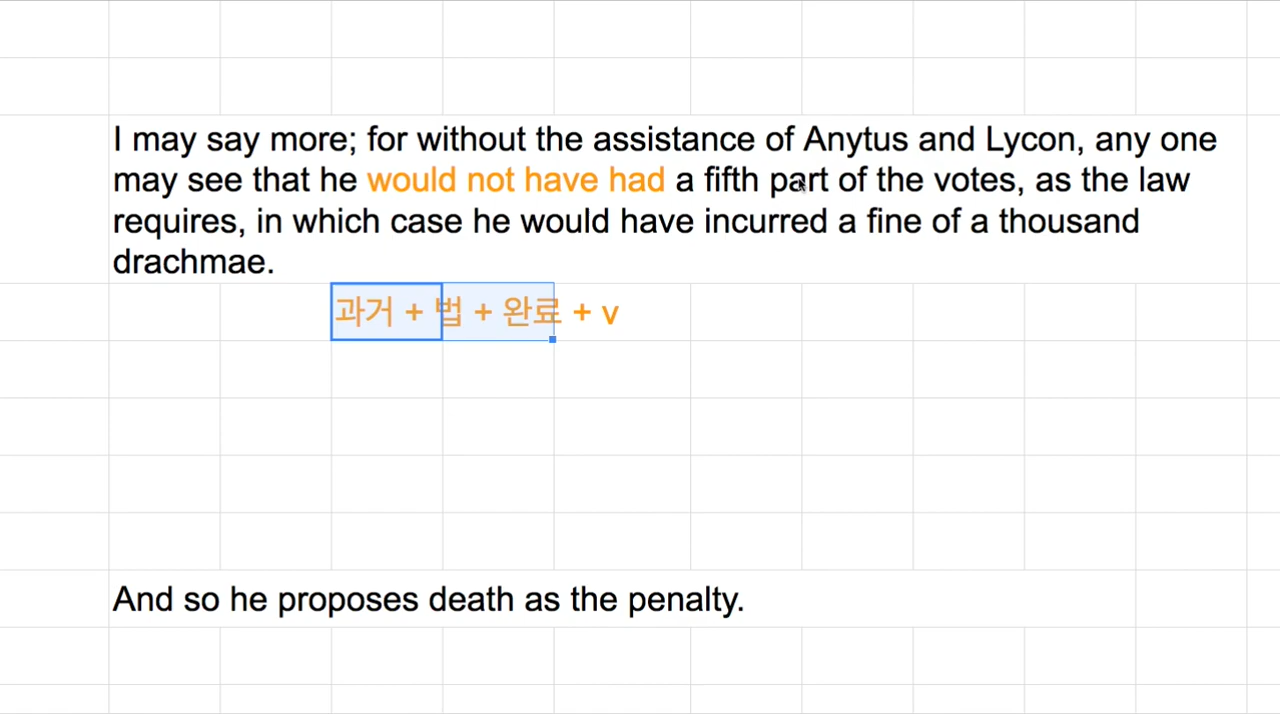 I may say more; for without the assistance of Anytus and Lycon, any one
may see that he would not have had a fifth part of the votes, as the law
requires, in which case he would have incurred a fine of a thousand
drachmae.
과거 + 법 + 완료 + v
And so he proposes death as the penalty.